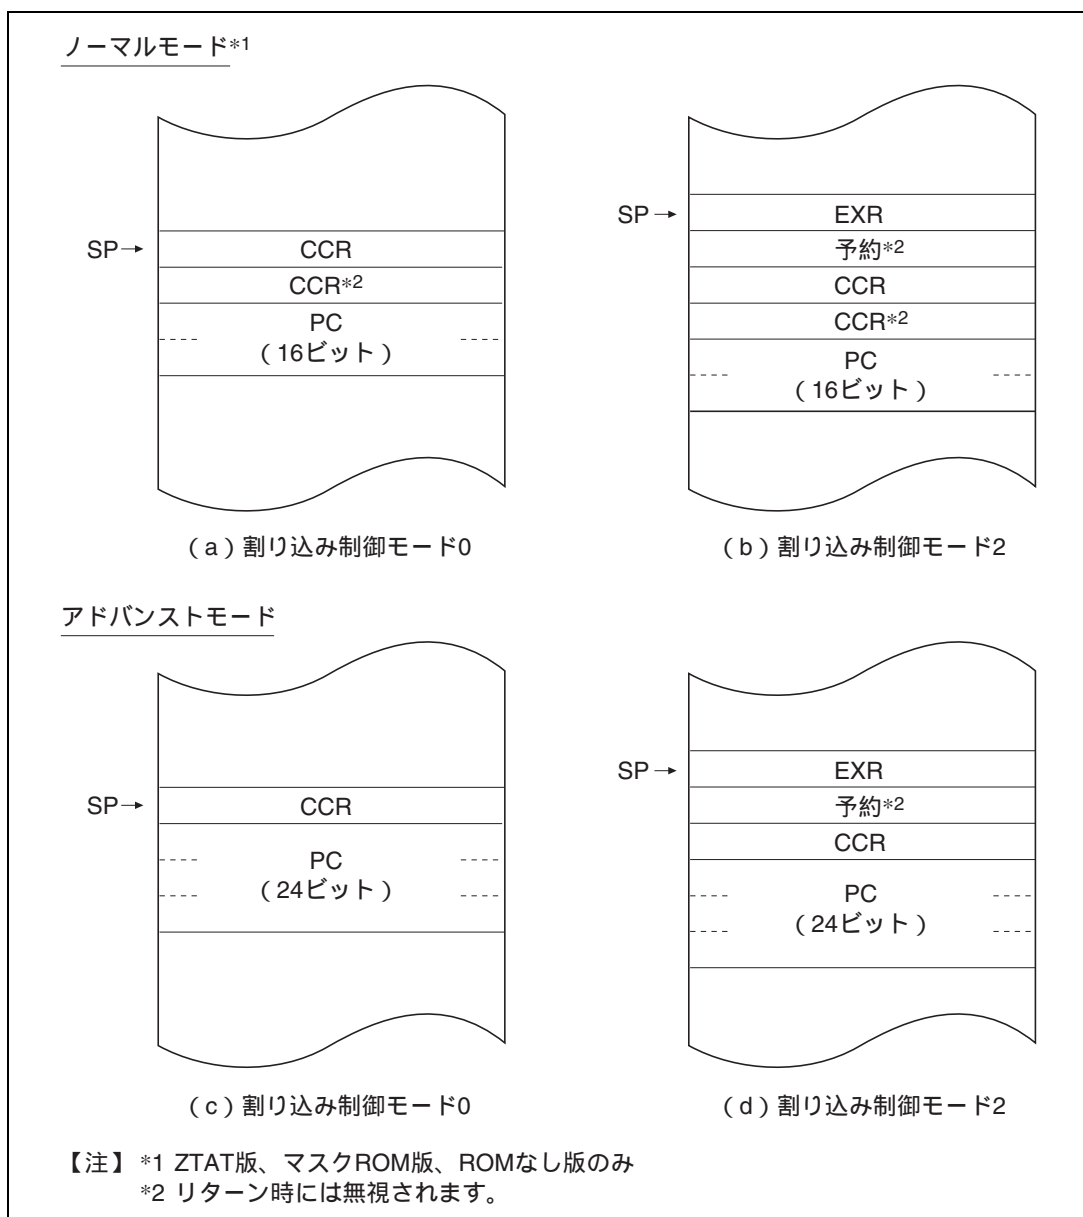 ノーマルモード*1
SP→
CCR
CCR*2
PC
(16ビット)
(a)割り込み制御モード0
SP→
EXR
予約*2
CCR
CCR*2
PC
(16ビット)
(b)割り込み制御モード2
アドバンストモード
SP→
CCR
PC
(24ビット)
(c)割り込み制御モード0
SP→
EXR
予約*2
CCR
PC
(24ビット)
(d)割り込み制御モード2
【注】*1 ZTAT版、マスクROM版、ROMなし版のみ
*2 リターン時には無視されます。